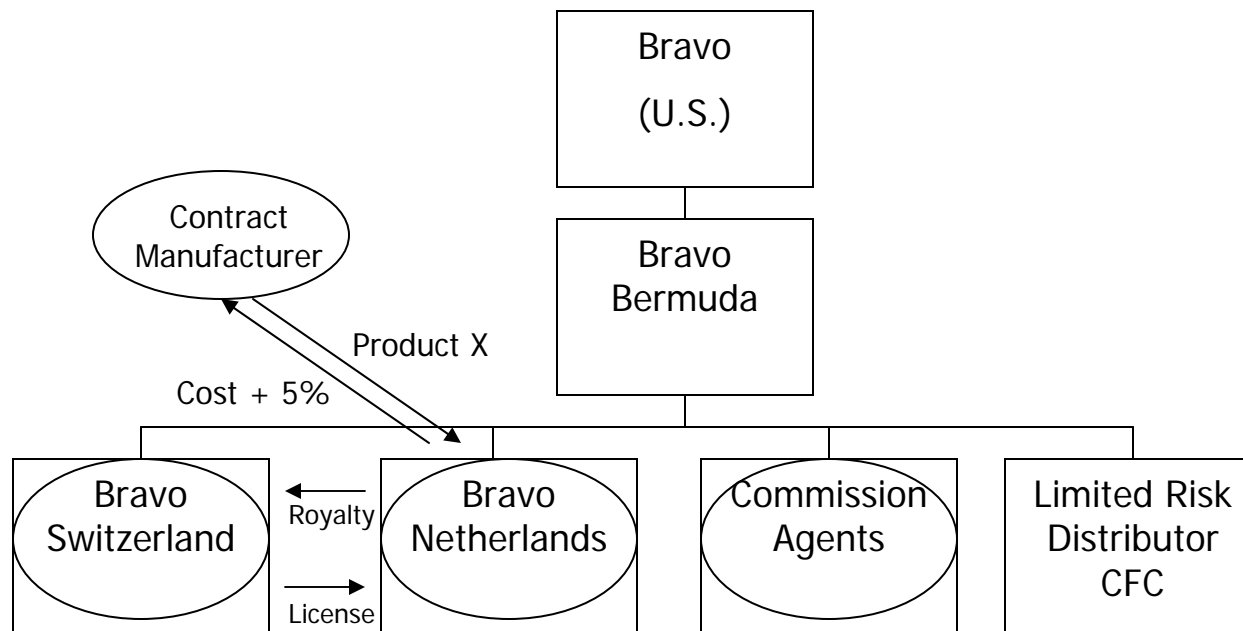 Bravo
(U.S.)
Contract
Manufacturer
Bravo
Bermuda
Product X
Cost + 5%
Bravo
Switzerland
Royalty
License
Bravo
Netherlands
Commission
Agents
Limited Risk
Distributor
CFC